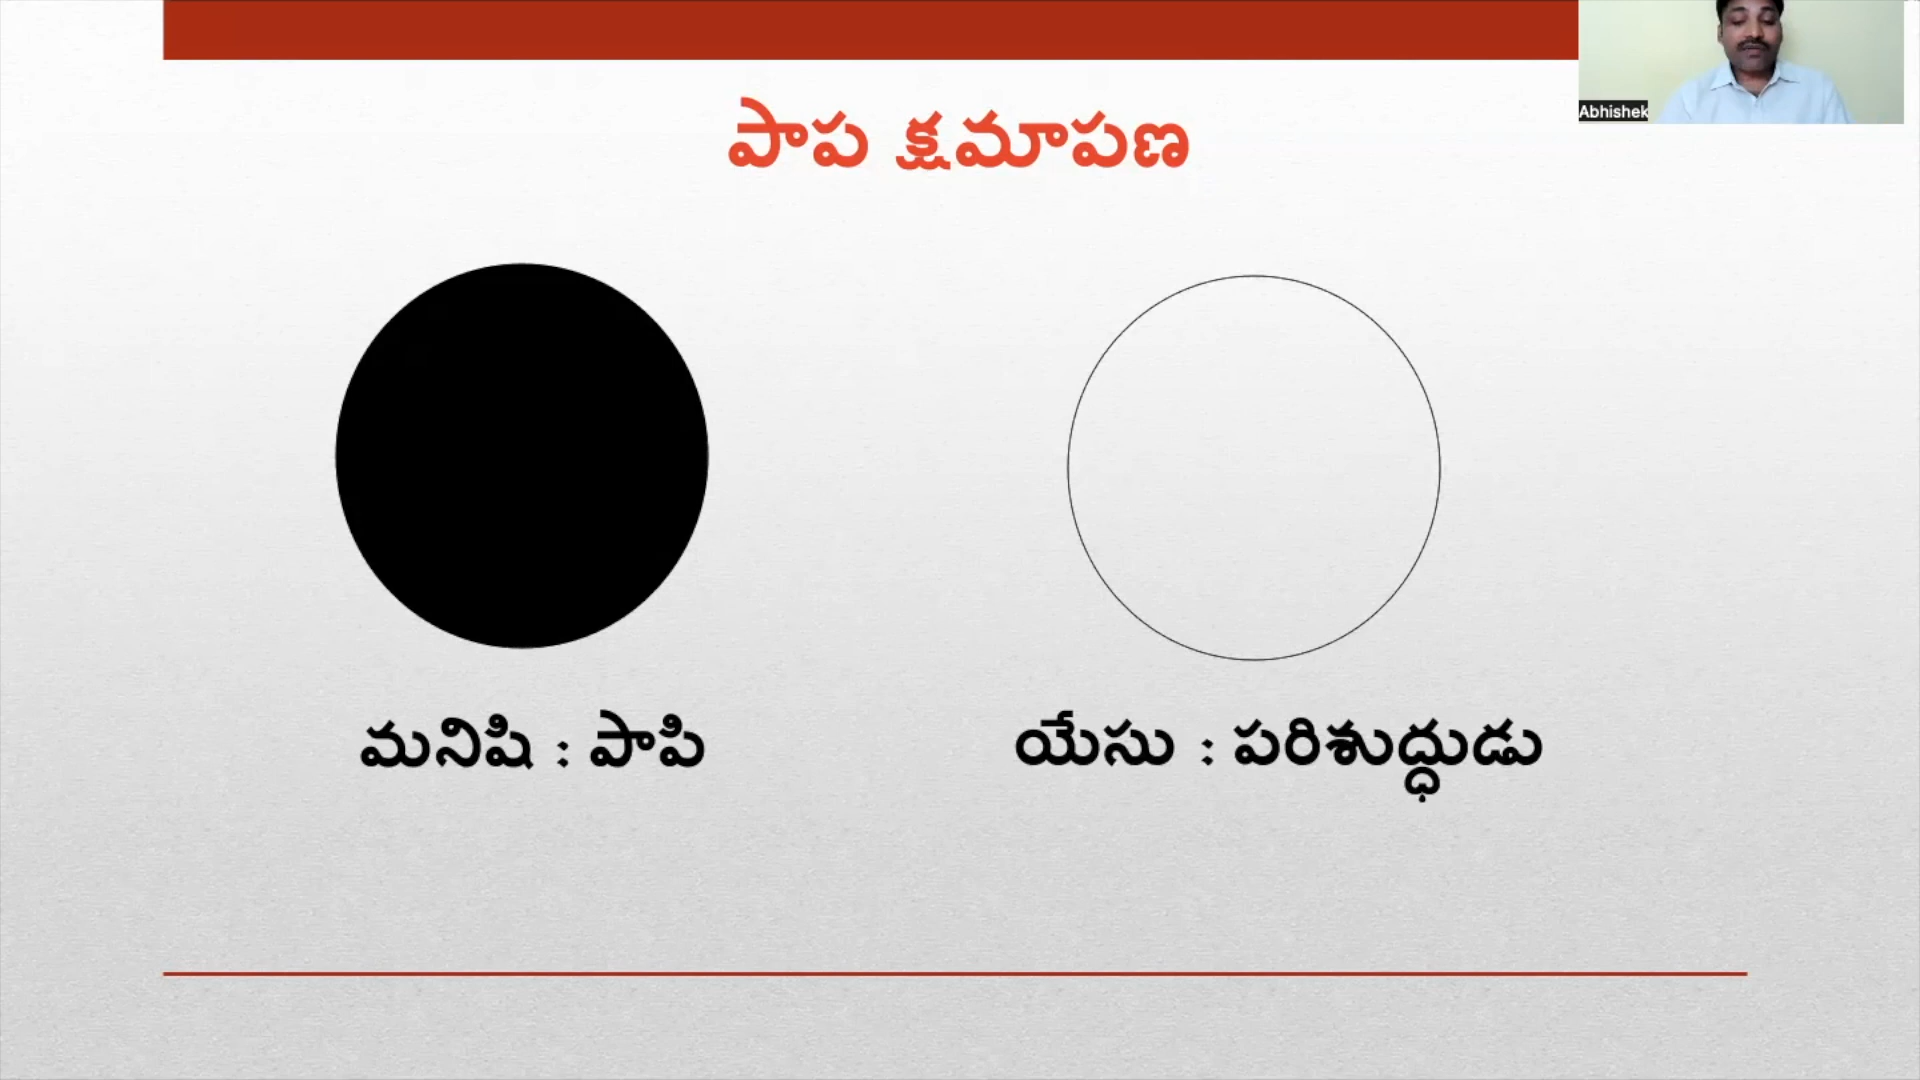 Abhishek
పాప క్షమాపణ
మనిషి : పాపి
యేసు : పరిశుద్ధుడు